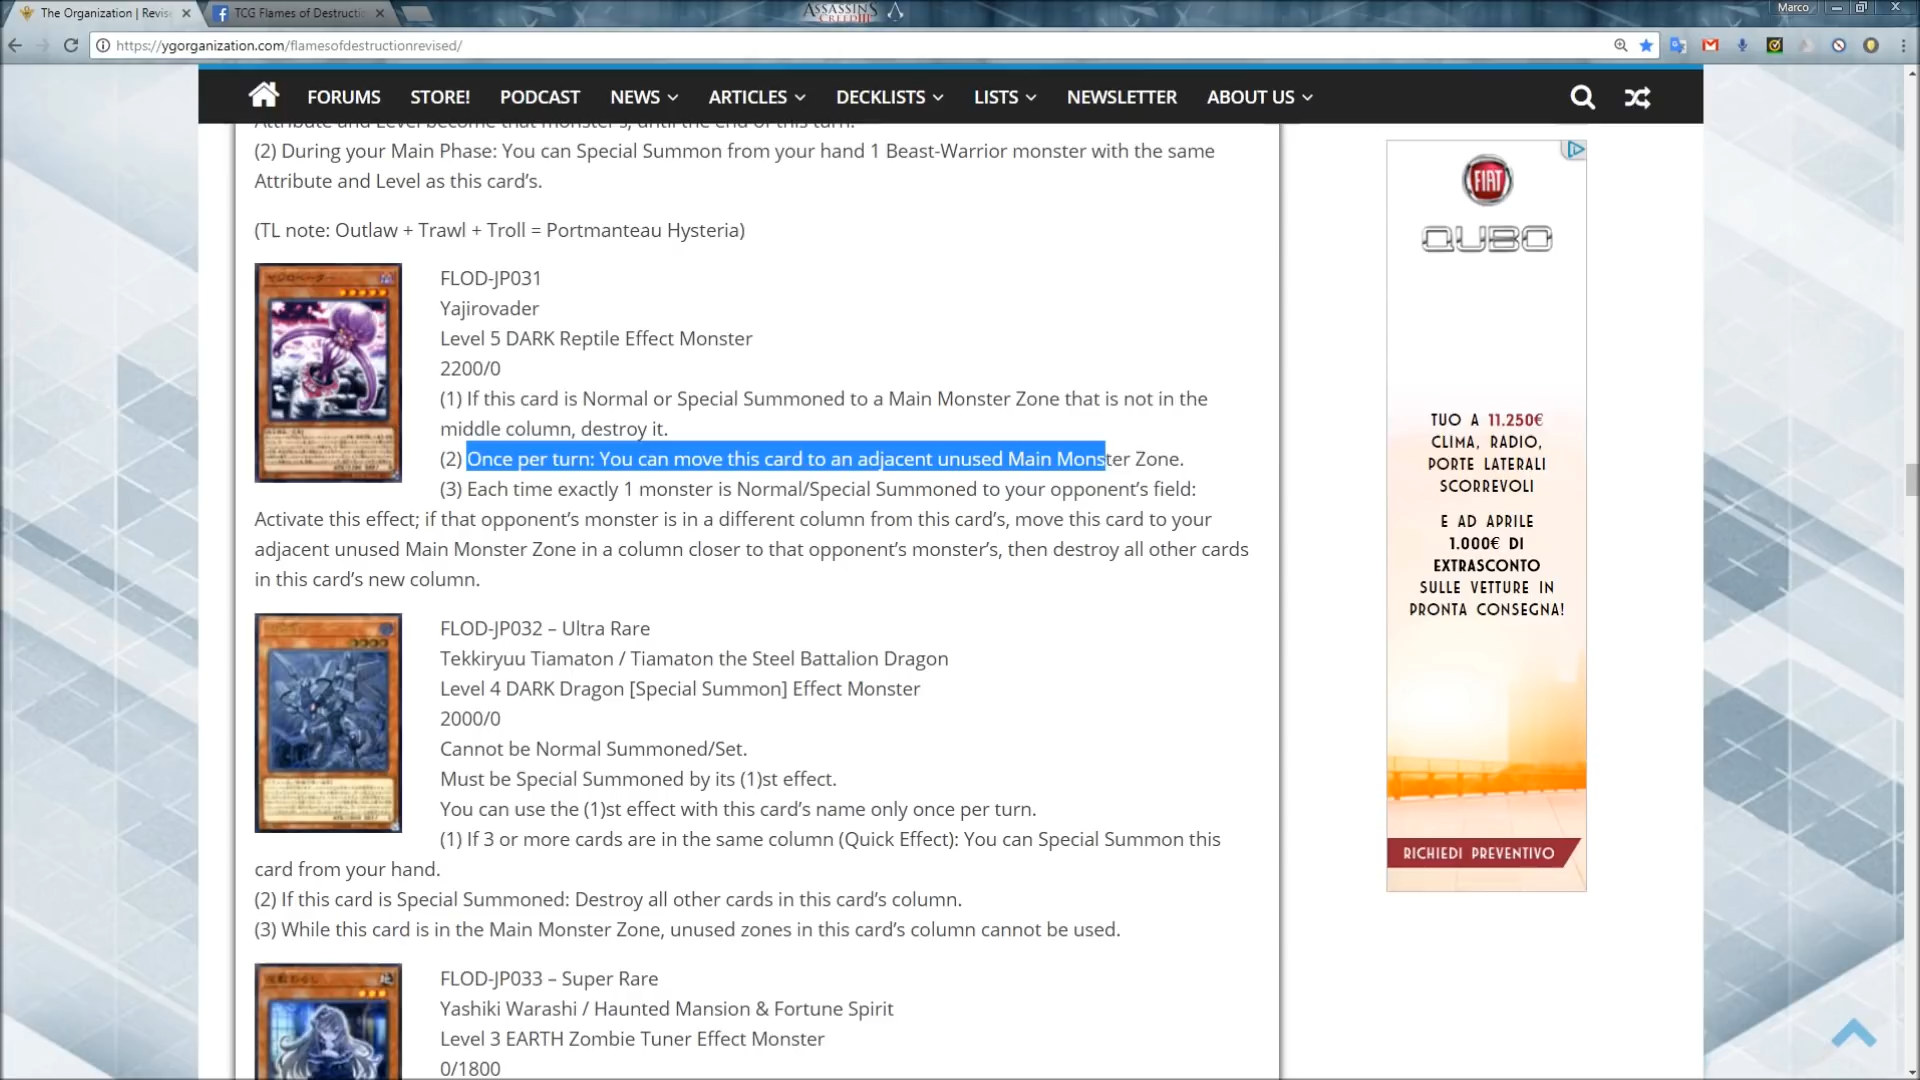 The Organization | Revise
TCG Flames of Destructi
ASSASSINS
CREED III
Marco
https://ygorganization.com/flamesofdestructionrevised/
FORUMS STORE! PODCAST NEWS ARTICLES DECKLISTS LISTS NEWSLETTER ABOUT US
Attribute and Level become that monster's, until the end of this turn.
(2) During your Main Phase: You can Special Summon from your hand 1 Beast-Warrior monster with the same
Attribute and Level as this card's.
(TL note: Outlaw + Trawl + Troll = Portmanteau Hysteria)
FLOD-JP031
Yajirovader
Level 5 DARK Reptile Effect Monster
2200/0
(1) If this card is Normal or Special Summoned to a Main Monster Zone that is not in the
middle column, destroy it.
(2) Once per turn: You can move this card to an adjacent unused Main Monster Zone.
(3) Each time exactly 1 monster is Normal/Special Summoned to your opponent's field:
Activate this effect; if that opponent's monster is in a different column from this card's, move this card to your
adjacent unused Main Monster Zone in a column closer to that opponent's monster's, then destroy all other cards
in this card's new column.
FLOD-JP032 – Ultra Rare
Tekkiryuu Tiamaton / Tiamaton the Steel Battalion Dragon
Level 4 DARK Dragon [Special Summon] Effect Monster
2000/0
Cannot be Normal Summoned/Set.
Must be Special Summoned by its (1)st effect.
You can use the (1)st effect with this card's name only once per turn.
(1) If 3 or more cards are in the same column (Quick Effect): You can Special Summon this
card from your hand.
(2) If this card is Special Summoned: Destroy all other cards in this card's column.
(3) While this card is in the Main Monster Zone, unused zones in this card's column cannot be used.
FLOD-JP033 – Super Rare
Yashiki Warashi / Haunted Mansion & Fortune Spirit
Level 3 EARTH Zombie Tuner Effect Monster
0/1800
FIAT
QUBO
TUO A 11.250€
CLIMA, RADIO,
PORTE LATERALI
SCORREVOLI
E AD APRILE
1.000€ DI
EXTRASCONTO
SULLE VETTURE IN
PRONTA CONSEGNA!
RICHIEDI PREVENTIVO